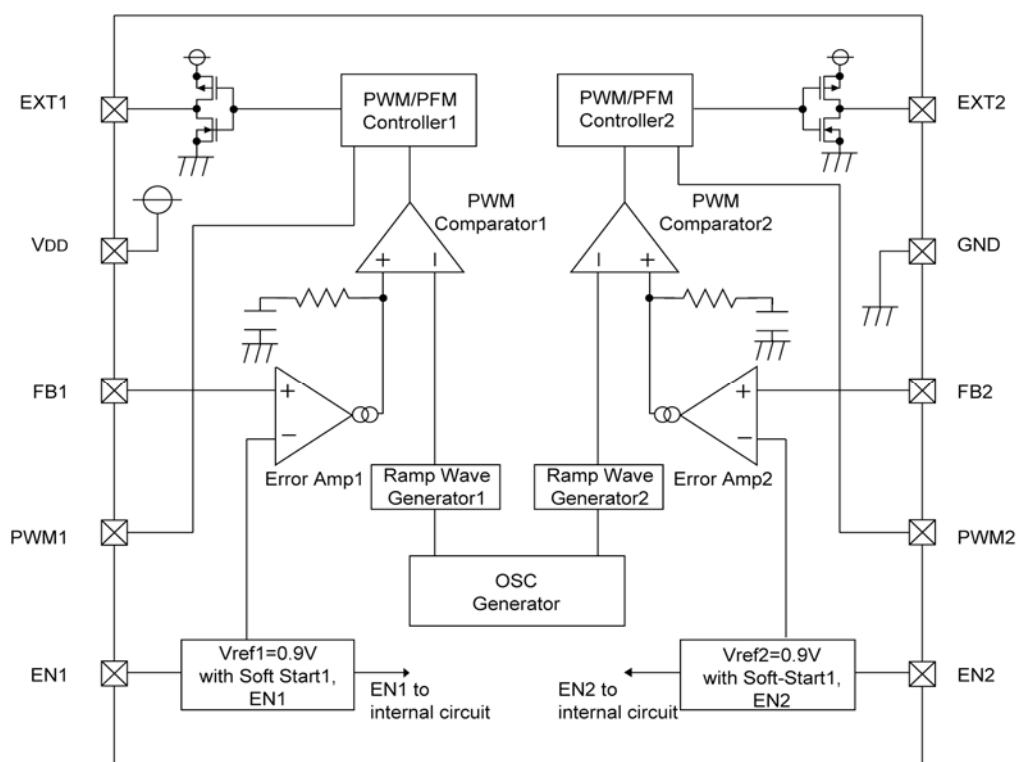 EXT1
PWM/PFM
Controller1
PWM/PFM
Controller2
EXT2
PWM
Comparator1
PWM
Comparator2
VDD
GND
+
−
−
+
FB1
+
−
Error Amp1
+
−
Error Amp2
FB2
Ramp Wave
Generator1
Ramp Wave
Generator2
PWM1
PWM2
OSC
Generator
EN1
Vref1=0.9V
with Soft Start1,
EN1
EN1 to
internal circuit
EN2 to
internal circuit
Vref2=0.9V
with Soft-Start1,
EN2
EN2